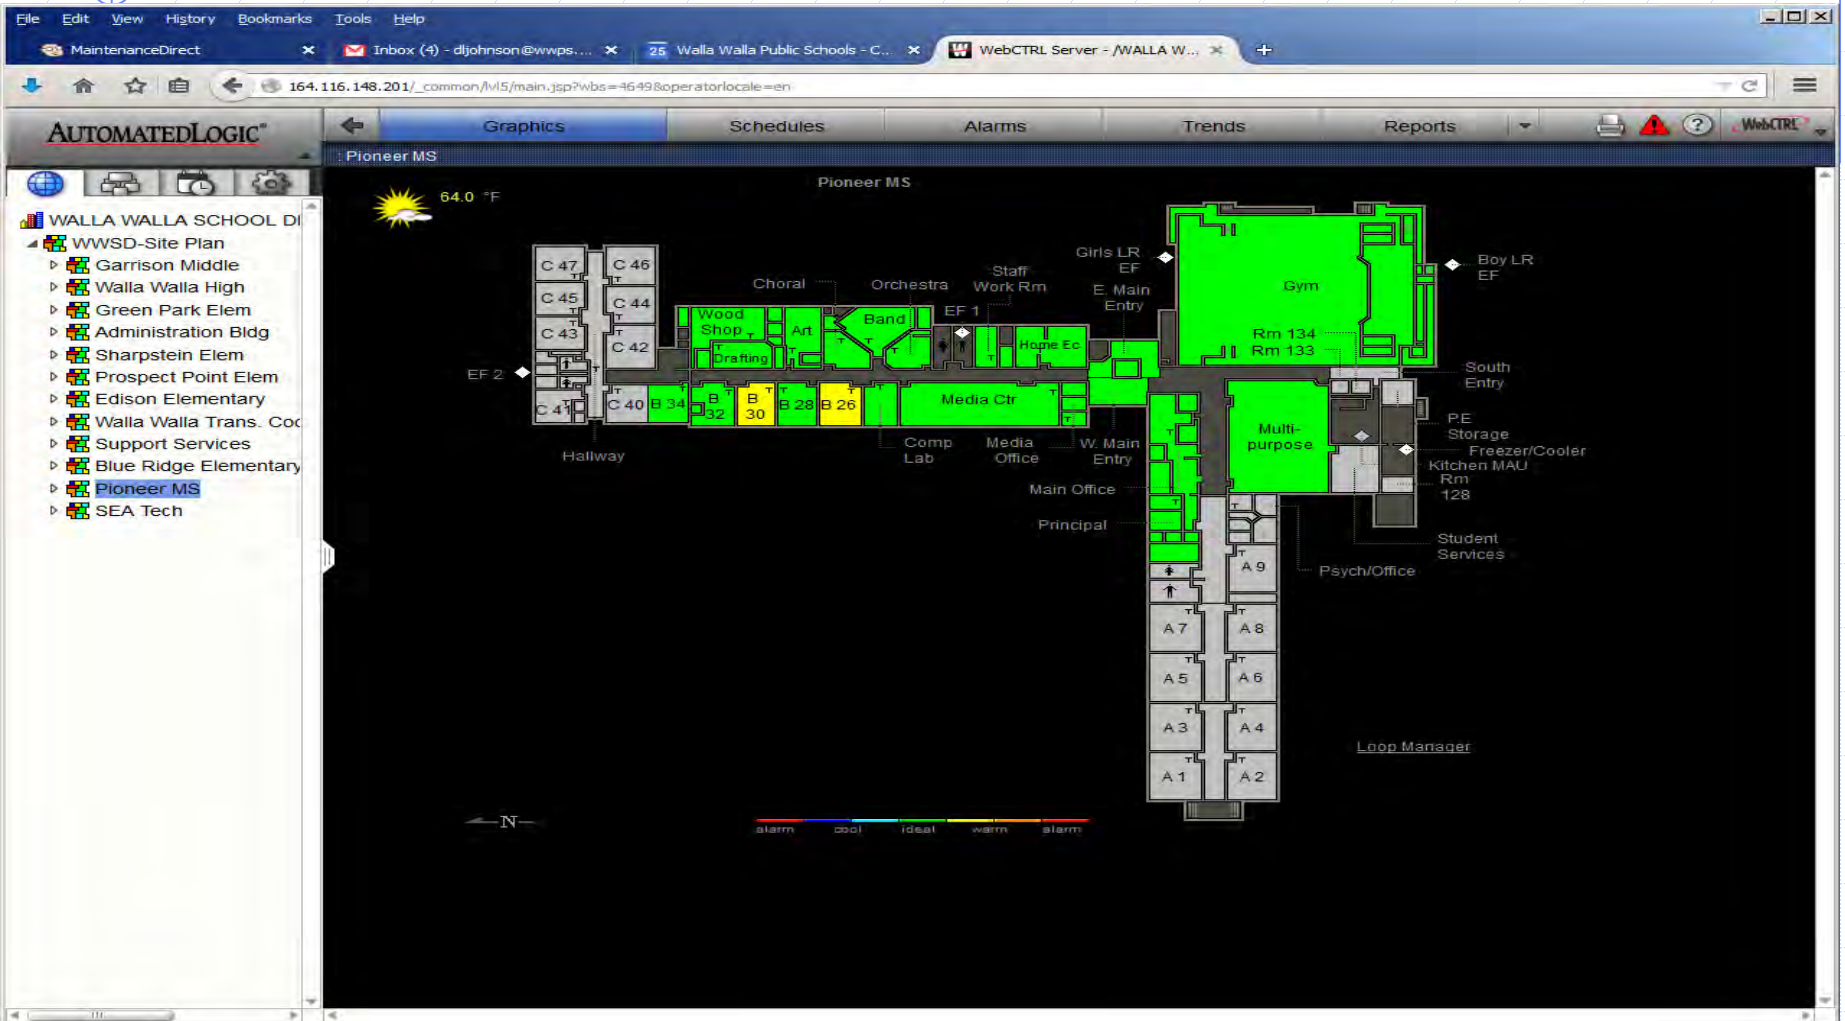 File Edit View History Bookmarks Tools Help
MaintenanceDirect
Inbox (4) - dljohnson@wwps....
25 Walla Walla Public Schools - C...
WebCTRL Server - /WALLA W...
164.116.148.201/_common/lvl5/main.jsp?wbs=4649&operatorlocale=en
AUTOMATEDLOGIC®
Graphics Schedules Alarms Trends Reports
WebCTRL®
: Pioneer MS
WALLA WALLA SCHOOL DI
WWSD-Site Plan
Garrison Middle
Walla Walla High
Green Park Elem
Administration Bldg
Sharpstein Elem
Prospect Point Elem
Edison Elementary
Walla Walla Trans. Coo
Support Services
Blue Ridge Elementary
Pioneer MS
SEA Tech
Pioneer MS
64.0 °F
C 47 C 46
C 45 C 44
C 43 C 42
EF 2
C 41 C 40 B 34
B 32
B 30
B 28 B 26
Hallway
Wood Shop
Drafting
Art
Choral
Band
Orchestra
EF 1
Staff Work Rm
Home Ec
Media Ctr
Comp Lab
Media Office
W. Main Entry
E. Main Entry
Girls LR EF
Gym
Boy LR EF
Rm 134
Rm 133
South Entry
Multi-purpose
P.E Storage
Freezer/Cooler
Kitchen MAU
Rm 128
Student Services
Main Office
Principal
Psych/Office
A 9
A 7 A 8
A 5 A 6
A 3 A 4
A 1 A 2
Loop Manager
N
alarm cool ideal warm alarm